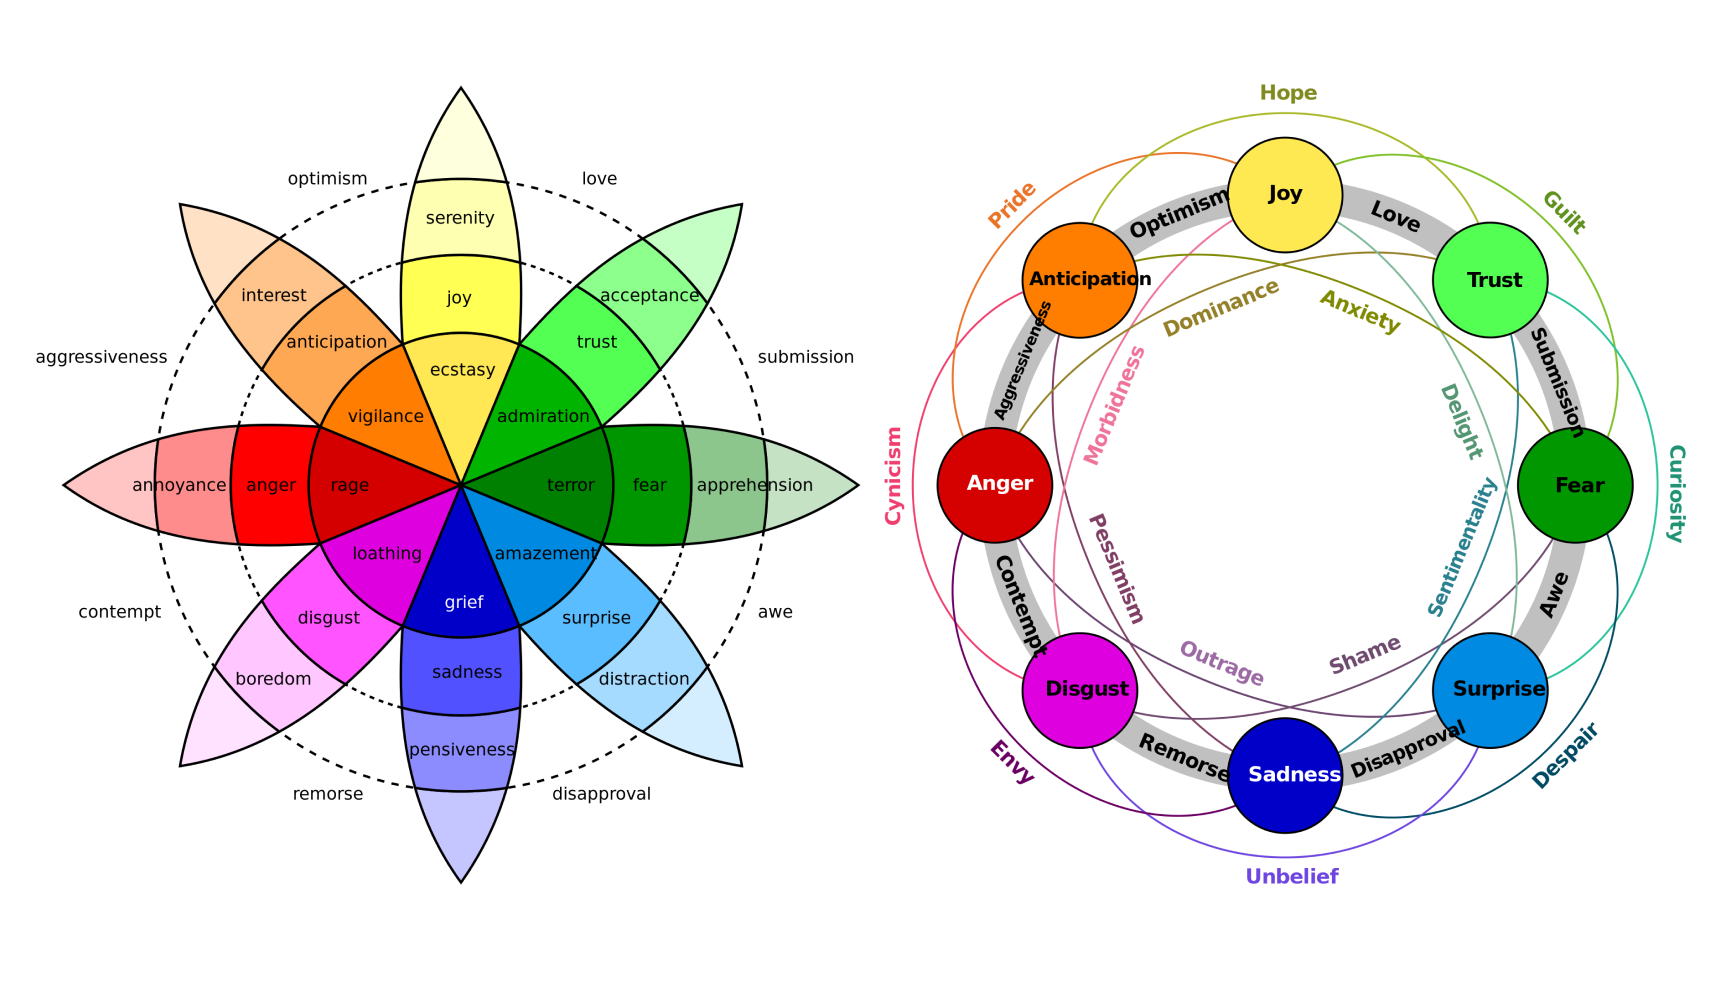 optimism
love
serenity
interest
acceptance
joy
anticipation
trust
aggressiveness
submission
ecstasy
vigilance
admiration
annoyance
anger
rage
terror
fear
apprehension
loathing
amazement
grief
contempt
disgust
surprise
awe
boredom
sadness
distraction
pensiveness
remorse
disapproval
Hope
Pride
Guilt
Joy
Optimism
Love
Anticipation
Trust
Dominance
Anxiety
Aggressiveness
Submission
Morbidness
Delight
Cynicism
Anger
Fear
Curiosity
Pessimism
Sentimentality
Contempt
Awe
Outrage
Shame
Disgust
Surprise
Remorse
Sadness
Disapproval
Envy
Despair
Unbelief